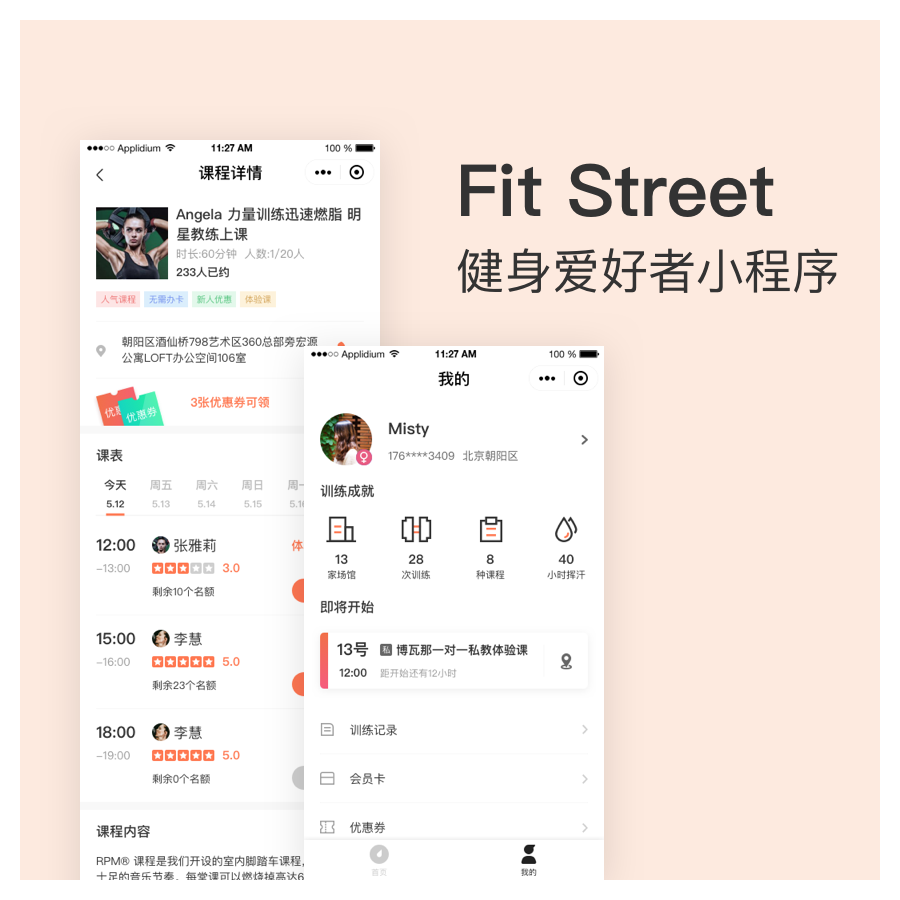 Fit Street
健身爱好者小程序
Applidium
11:27 AM
100 %
课程详情
Angela 力量训练迅速燃脂 明
星教练上课
时长:60分钟 人数:1/20人
233人已约
人气课程 无需办卡 新人优惠 体验课
朝阳区酒仙桥798艺术区360总部旁宏源
公寓LOFT办公空间106室
优惠券
3张优惠券可领
课表
今天 周五 周六 周日 周一
5.12 5.13 5.14 5.15
12:00 张雅莉 体
–13:00 3.0
剩余10个名额
15:00 李慧
–16:00 5.0
剩余23个名额
18:00 李慧
–19:00 5.0
剩余0个名额
课程内容
RPM® 课程是我们开设的室内脚踏车课程,
十足的音乐节奏。每堂课可以燃烧掉高达6
Applidium
11:27 AM
100 %
我的
Misty
176****3409 北京朝阳区
训练成就
13 28 8 40
家场馆 次训练 种课程 小时挥汗
即将开始
13号 私 博瓦那一对一私教体验课
12:00 距开始还有12小时
训练记录
会员卡
优惠券
首页 我的